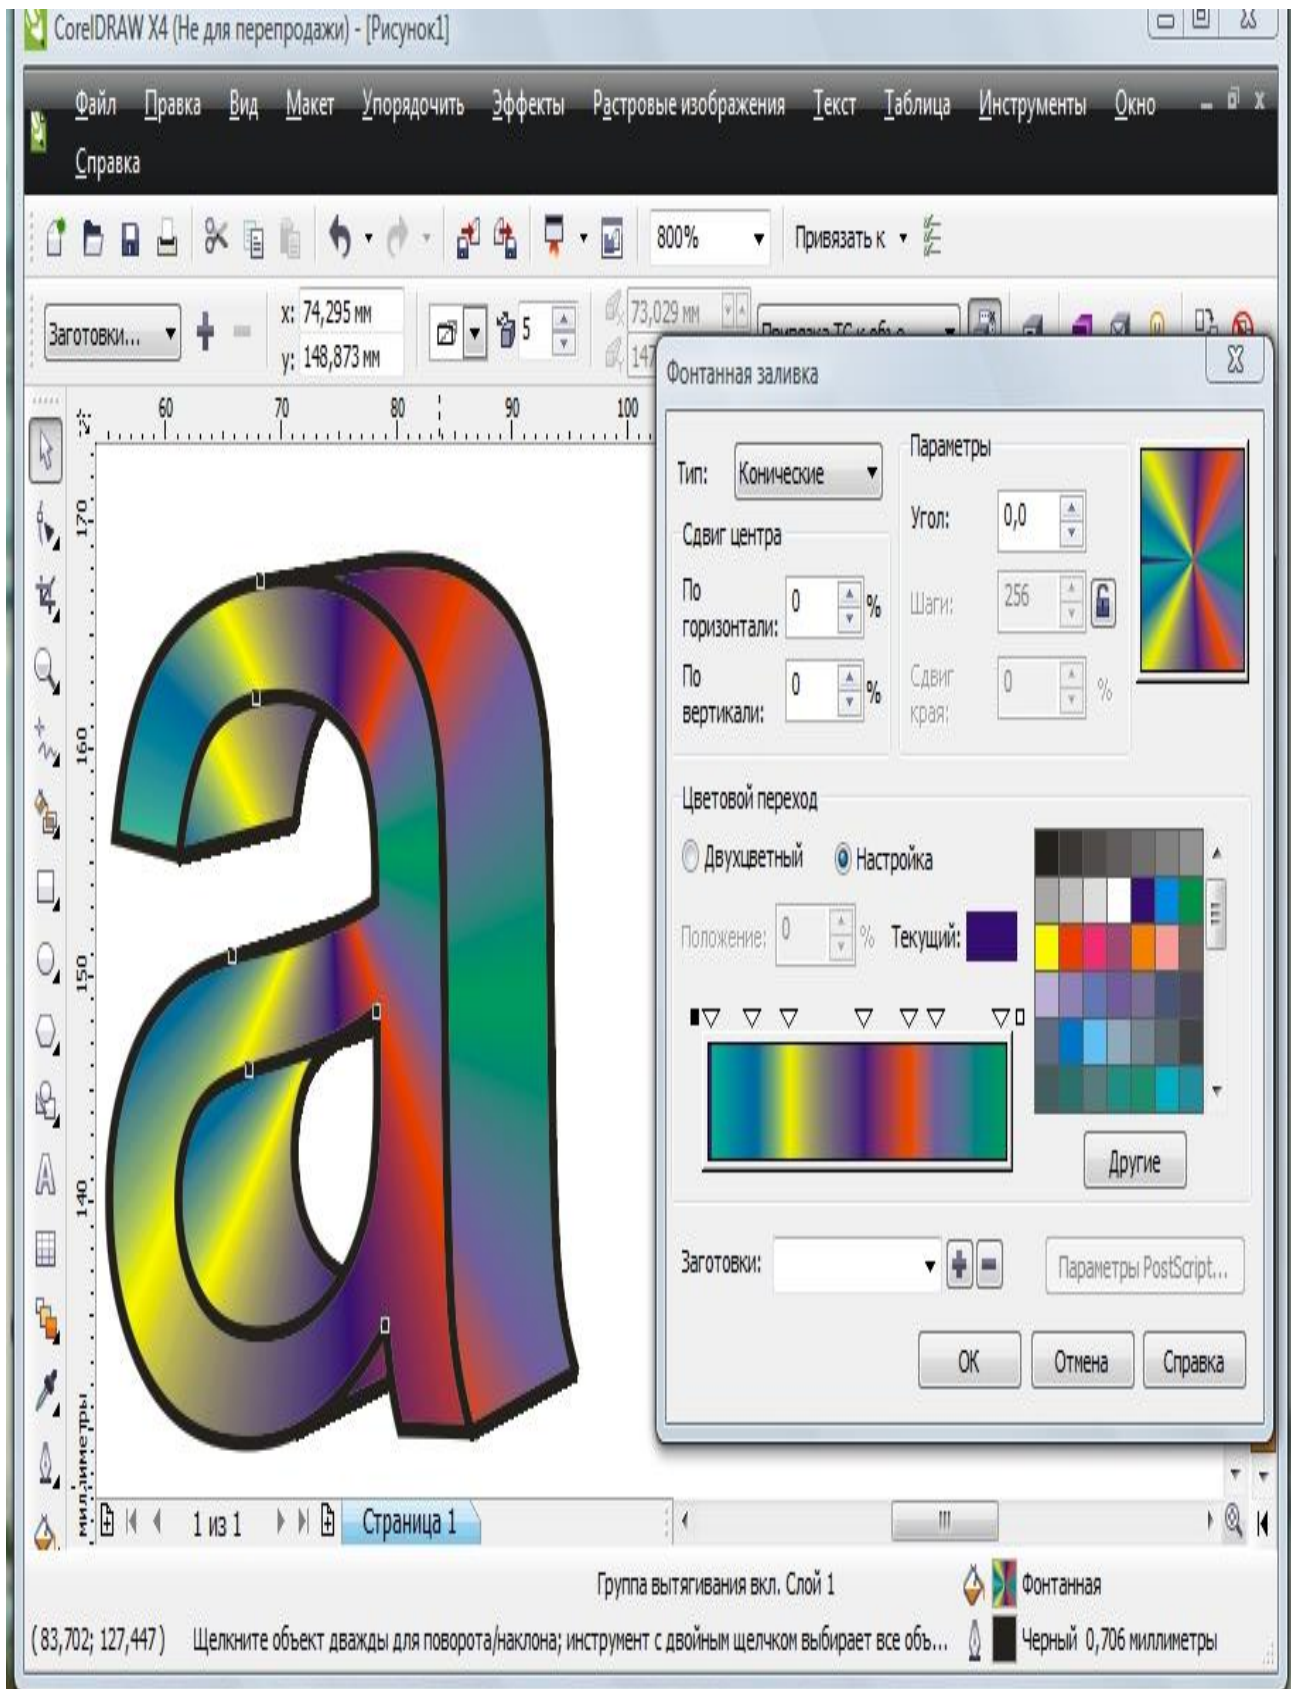 CorelDRAW X4 (Не для перепродажи) - [Рисунок1]
Файл Правка Вид Макет Упорядочить Эффекты Растровые изображения Текст Таблица Инструменты Окно
Справка
800% Привязать к
Заготовки... x: 74,295 мм 5 73,029 мм
y: 148,873 мм 147
Фонтанная заливка
60 70 80 90 100
170
160
150
140
миллиметры
Тип: Конические
Параметры
Угол: 0,0
Шаги: 256
Сдвиг края: 0 %
Сдвиг центра
По горизонтали: 0 %
По вертикали: 0 %
Цветовой переход
Двухцветный Настройка
Положение: 0 % Текущий:
Другие
Заготовки: Параметры PostScript...
ОК Отмена Справка
a
1 из 1 Страница 1
Группа вытягивания вкл. Слой 1 Фонтанная
( 83,702; 127,447 ) Щелкните объект дважды для поворота/наклона; инструмент с двойным щелчком выбирает все объ... Черный 0,706 миллиметры